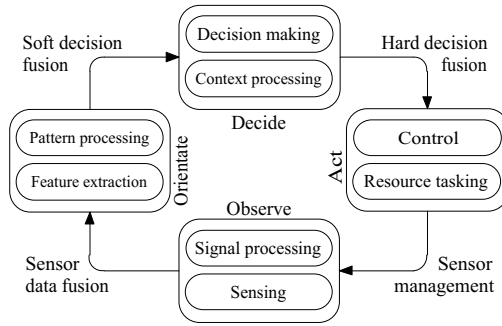 Soft decision
fusion
Decision making
Context processing
Decide
Hard decision
fusion
Pattern processing
Feature extraction
Orientate
Act
Control
Resource tasking
Observe
Signal processing
Sensing
Sensor
data fusion
Sensor
management